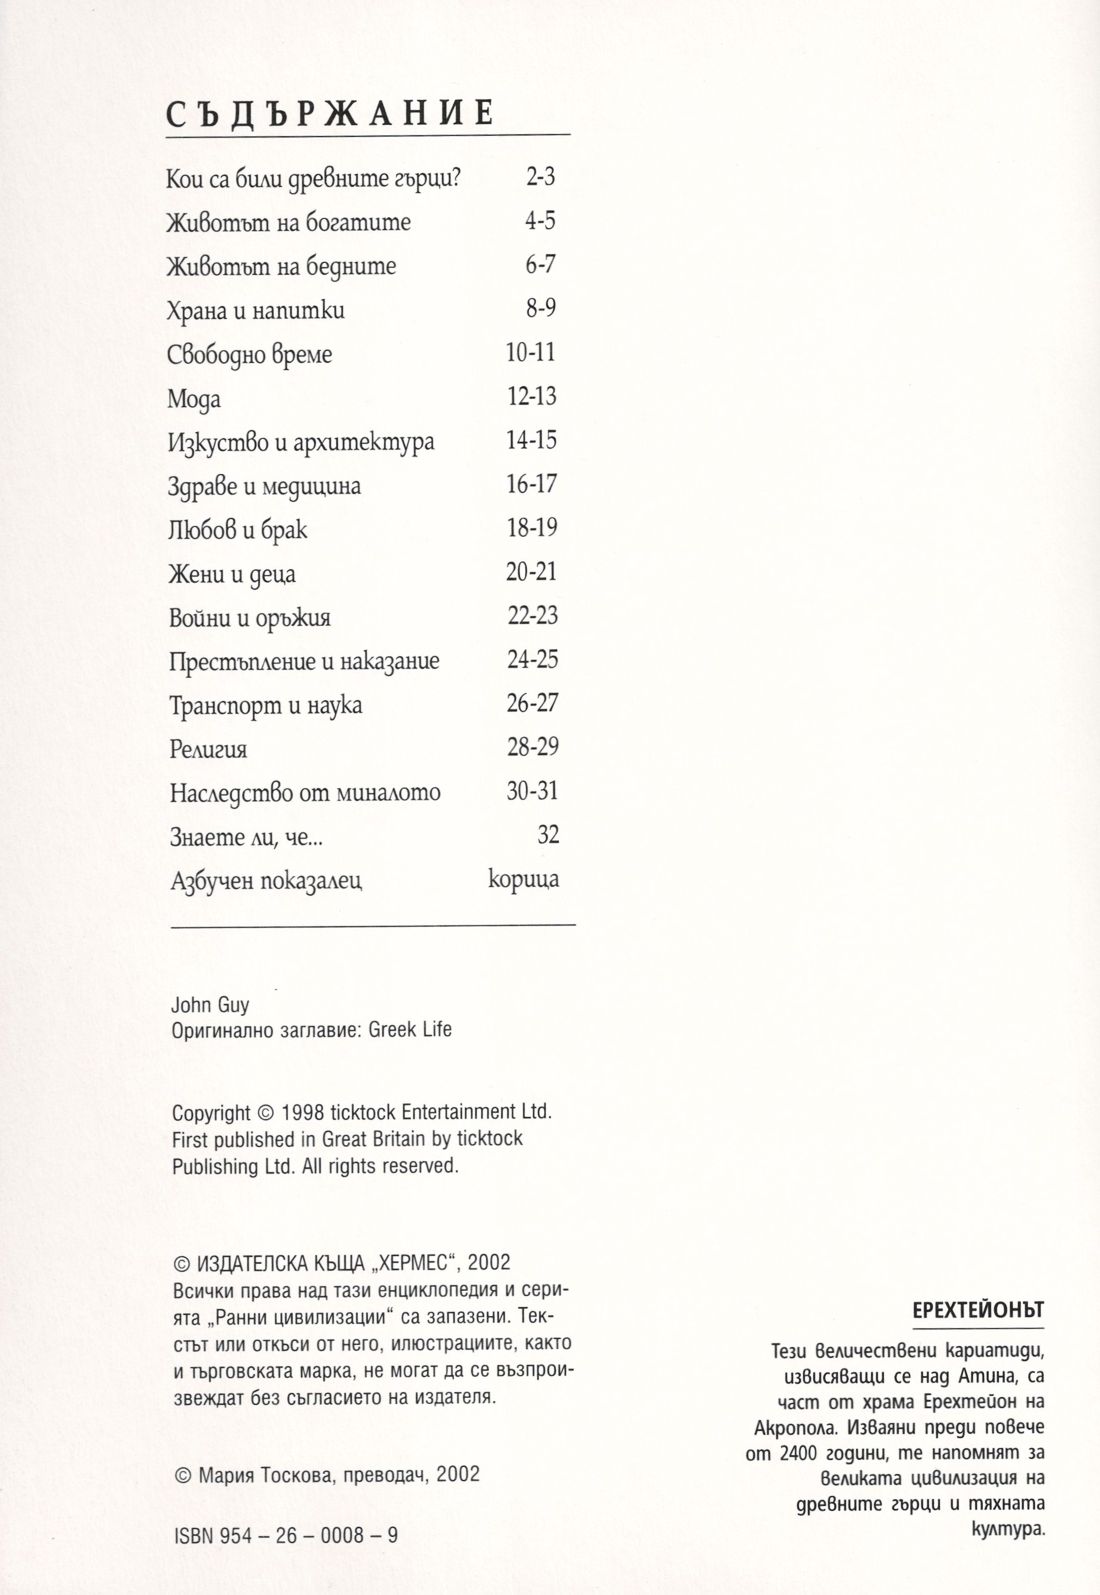 СЪДЪРЖАНИЕ
Кои са били древните гърци? 2-3
Животът на богатите 4-5
Животът на бедните 6-7
Храна и напитки 8-9
Свободно време 10-11
Мода 12-13
Изкуство и архитектура 14-15
Здраве и медицина 16-17
Любов и брак 18-19
Жени и деца 20-21
Войни и оръжия 22-23
Престъпление и наказание 24-25
Транспорт и наука 26-27
Религия 28-29
Наследство от миналото 30-31
Знаете ли, че... 32
Азбучен показалец корица
John Guy
Оригинално заглавие: Greek Life
Copyright © 1998 ticktock Entertainment Ltd.
First published in Great Britain by ticktock
Publishing Ltd. All rights reserved.
© ИЗДАТЕЛСКА КЪЩА „ХЕРМЕС“, 2002
Всички права над тази енциклопедия и сери-
ята „Ранни цивилизации“ са запазени. Тек-
стът или откъси от него, илюстрациите, както
и търговската марка, не могат да се възпрои-
звеждат без съгласието на издателя.
© Мария Тоскова, преводач, 2002
ISBN 954 – 26 – 0008 – 9
ЕРЕХТЕЙОНЪТ
Тези величествени кариатиди,
извисяващи се над Атина, са
част от храма Ерехтейон на
Акропола. Изваяни преди повече
от 2400 години, те напомнят за
великата цивилизация на
древните гърци и тяхната
култура.